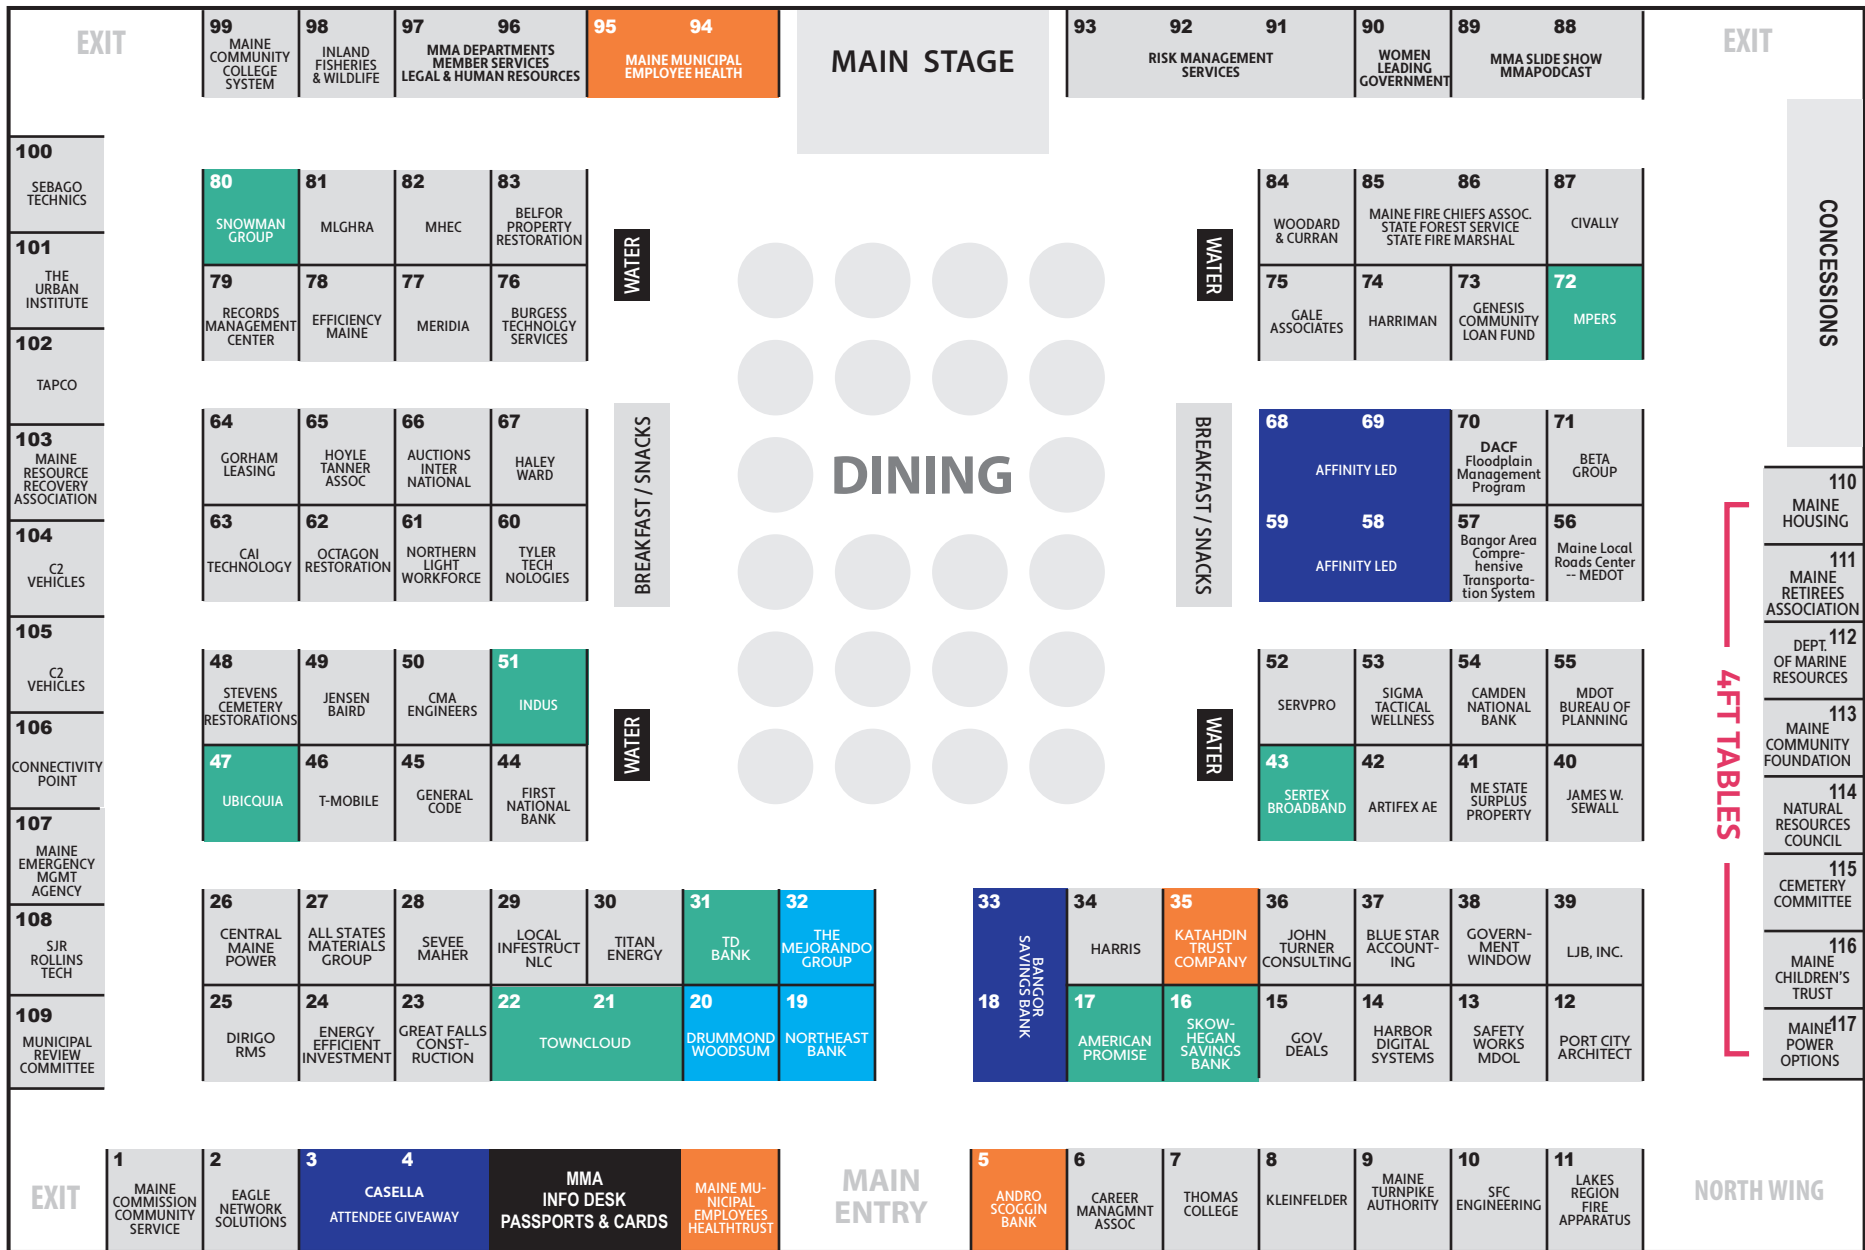 EXIT
99
MAINE
COMMUNITY
COLLEGE
SYSTEM
98
INLAND
FISHERIES
& WILDLIFE
97 96
MMA DEPARTMENTS
MEMBER SERVICES
LEGAL & HUMAN RESOURCES
95 94
MAINE MUNICIPAL
EMPLOYEE HEALTH
MAIN STAGE
93 92 91
RISK MANAGEMENT
SERVICES
90
WOMEN
LEADING
GOVERNMENT
89 88
MMA SLIDE SHOW
MMAPODCAST
EXIT
100
SEBAGO
TECHNICS
101
THE
URBAN
INSTITUTE
102
TAPCO
103
MAINE
RESOURCE
RECOVERY
ASSOCIATION
104
C2
VEHICLES
105
C2
VEHICLES
106
CONNECTIVITY
POINT
107
MAINE
EMERGENCY
MGMT
AGENCY
108
SJR
ROLLINS
TECH
109
MUNICIPAL
REVIEW
COMMITTEE
80
SNOWMAN
GROUP
81
MLGHRA
82
MHEC
83
BELFOR
PROPERTY
RESTORATION
79
RECORDS
MANAGEMENT
CENTER
78
EFFICIENCY
MAINE
77
MERIDIA
76
BURGESS
TECHNOLGY
SERVICES
WATER
WATER
84
WOODARD
& CURRAN
85 86
MAINE FIRE CHIEFS ASSOC.
STATE FOREST SERVICE
STATE FIRE MARSHAL
87
CIVALLY
75
GALE
ASSOCIATES
74
HARRIMAN
73
GENESIS
COMMUNITY
LOAN FUND
72
MPERS
CONCESSIONS
64
GORHAM
LEASING
65
HOYLE
TANNER
ASSOC
66
AUCTIONS
INTER
NATIONAL
67
HALEY
WARD
63
CAI
TECHNOLOGY
62
OCTAGON
RESTORATION
61
NORTHERN
LIGHT
WORKFORCE
60
TYLER
TECH
NOLOGIES
BREAKFAST / SNACKS
DINING
BREAKFAST / SNACKS
68 69
AFFINITY LED
59 58
AFFINITY LED
70
DACF
Floodplain
Management
Program
71
BETA
GROUP
57
Bangor Area
Compre-
hensive
Transporta-
tion System
56
Maine Local
Roads Center
-- MEDOT
48
STEVENS
CEMETERY
RESTORATIONS
49
JENSEN
BAIRD
50
CMA
ENGINEERS
51
INDUS
47
UBICQUIA
46
T-MOBILE
45
GENERAL
CODE
44
FIRST
NATIONAL
BANK
WATER
WATER
52
SERVPRO
53
SIGMA
TACTICAL
WELLNESS
54
CAMDEN
NATIONAL
BANK
55
MDOT
BUREAU OF
PLANNING
43
SERTEX
BROADBAND
42
ARTIFEX AE
41
ME STATE
SURPLUS
PROPERTY
40
JAMES W.
SEWALL
4FT TABLES
110
MAINE
HOUSING
111
MAINE
RETIREES
ASSOCIATION
112
DEPT.
OF MARINE
RESOURCES
113
MAINE
COMMUNITY
FOUNDATION
114
NATURAL
RESOURCES
COUNCIL
115
CEMETERY
COMMITTEE
116
MAINE
CHILDREN'S
TRUST
117
MAINE
POWER
OPTIONS
26
CENTRAL
MAINE
POWER
27
ALL STATES
MATERIALS
GROUP
28
SEVEE
MAHER
29
LOCAL
INFESTRUCT
NLC
30
TITAN
ENERGY
31
TD
BANK
32
THE
MEJORANDO
GROUP
25
DIRIGO
RMS
24
ENERGY
EFFICIENT
INVESTMENT
23
GREAT FALLS
CONST-
RUCTION
22 21
TOWNCLOUD
20
DRUMMOND
WOODSUM
19
NORTHEAST
BANK
33
BANGOR
SAVINGS BANK
18
34
HARRIS
35
KATAHDIN
TRUST
COMPANY
36
JOHN
TURNER
CONSULTING
37
BLUE STAR
ACCOUNT-
ING
38
GOVERN-
MENT
WINDOW
39
LJB, INC.
17
AMERICAN
PROMISE
16
SKOW-
HEGAN
SAVINGS
BANK
15
GOV
DEALS
14
HARBOR
DIGITAL
SYSTEMS
13
SAFETY
WORKS
MDOL
12
PORT CITY
ARCHITECT
EXIT
1
MAINE
COMMISSION
COMMUNITY
SERVICE
2
EAGLE
NETWORK
SOLUTIONS
3 4
CASELLA
ATTENDEE GIVEAWAY
MMA
INFO DESK
PASSPORTS & CARDS
MAINE MU-
NICIPAL
EMPLOYEES
HEALTHTRUST
MAIN
ENTRY
5
ANDRO
SCOGGIN
BANK
6
CAREER
MANAGMNT
ASSOC
7
THOMAS
COLLEGE
8
KLEINFELDER
9
MAINE
TURNPIKE
AUTHORITY
10
SFC
ENGINEERING
11
LAKES
REGION
FIRE
APPARATUS
NORTH WING